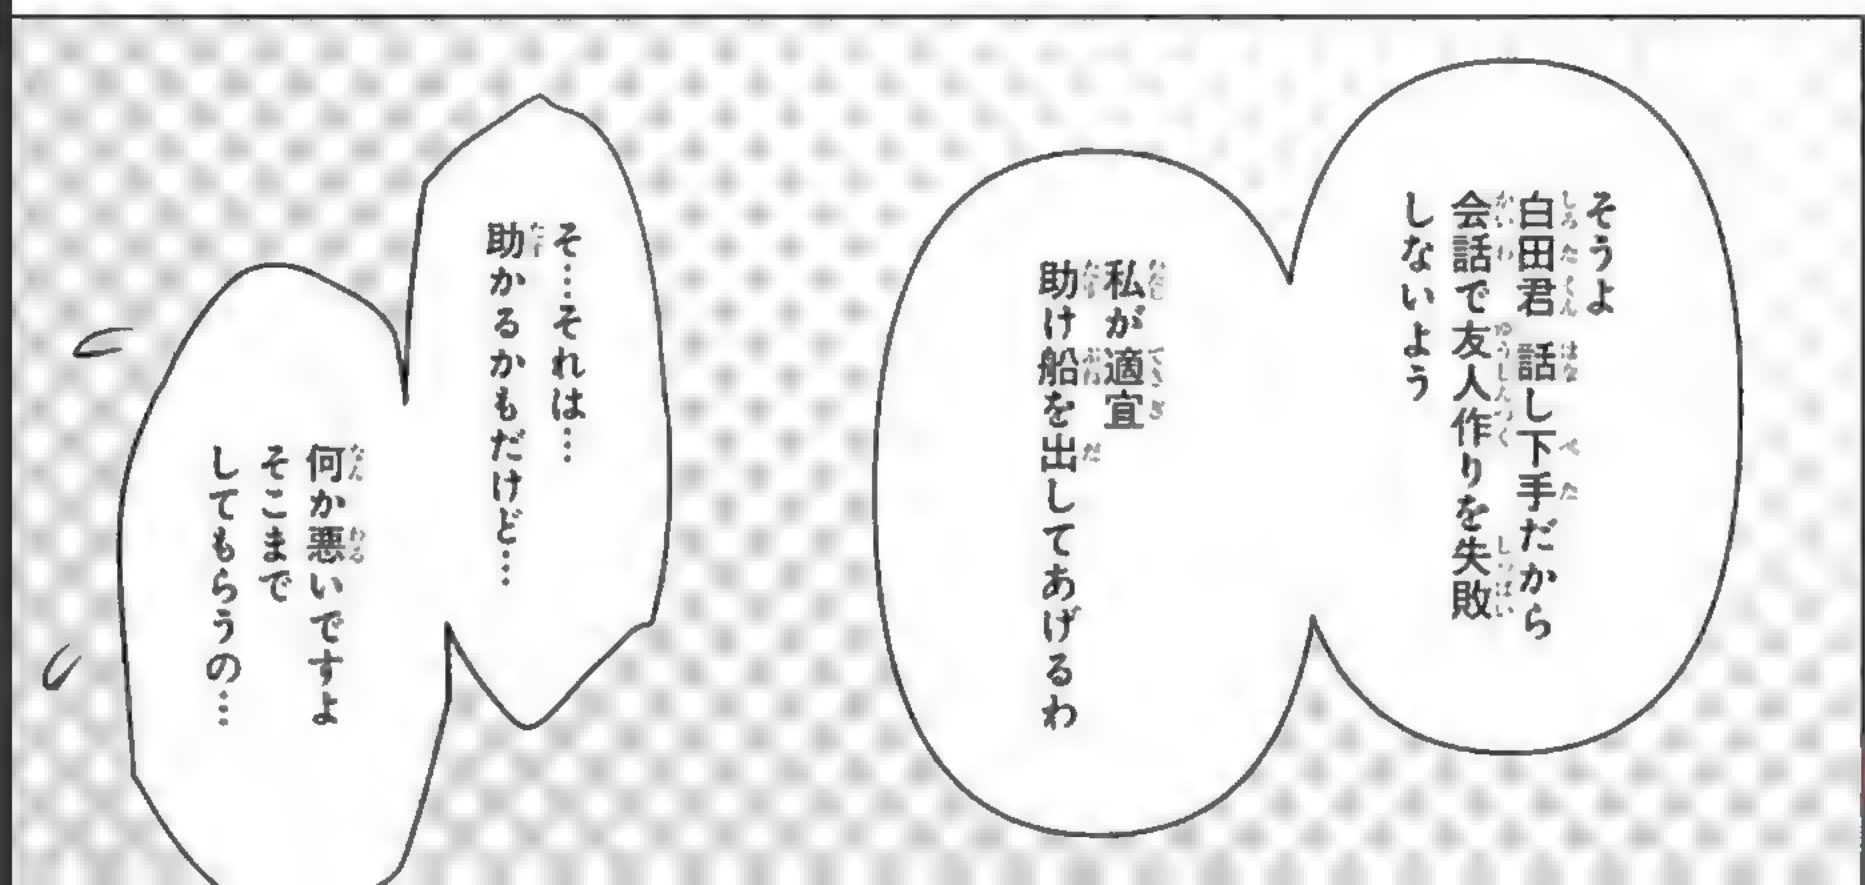 そうよ
白田君 話し下手だから
会話で友人作りを失敗
しないよう
私が適宜
助け船を出してあげるわ
そ…それは…
助かるかもだけど…
何か悪いですよ
そこまで
してもらうの…